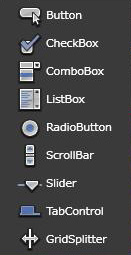 Button
CheckBox
ComboBox
ListBox
RadioButton
ScrollBar
Slider
TabControl
GridSplitter